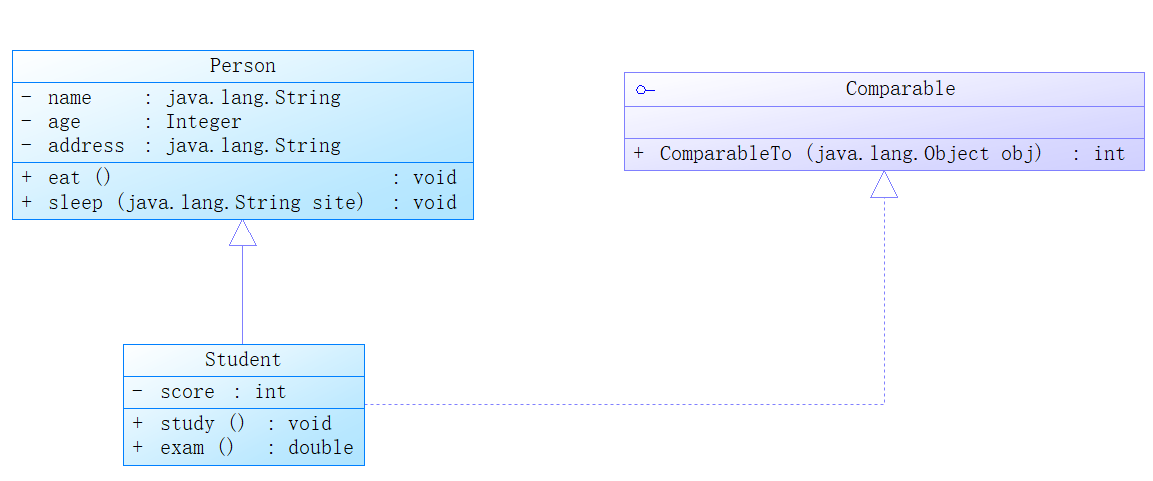 Person
- name : java.lang.String
- age : Integer
- address : java.lang.String
+ eat () : void
+ sleep (java.lang.String site) : void
Comparable
+ ComparableTo (java.lang.Object obj) : int
Student
- score : int
+ study () : void
+ exam () : double